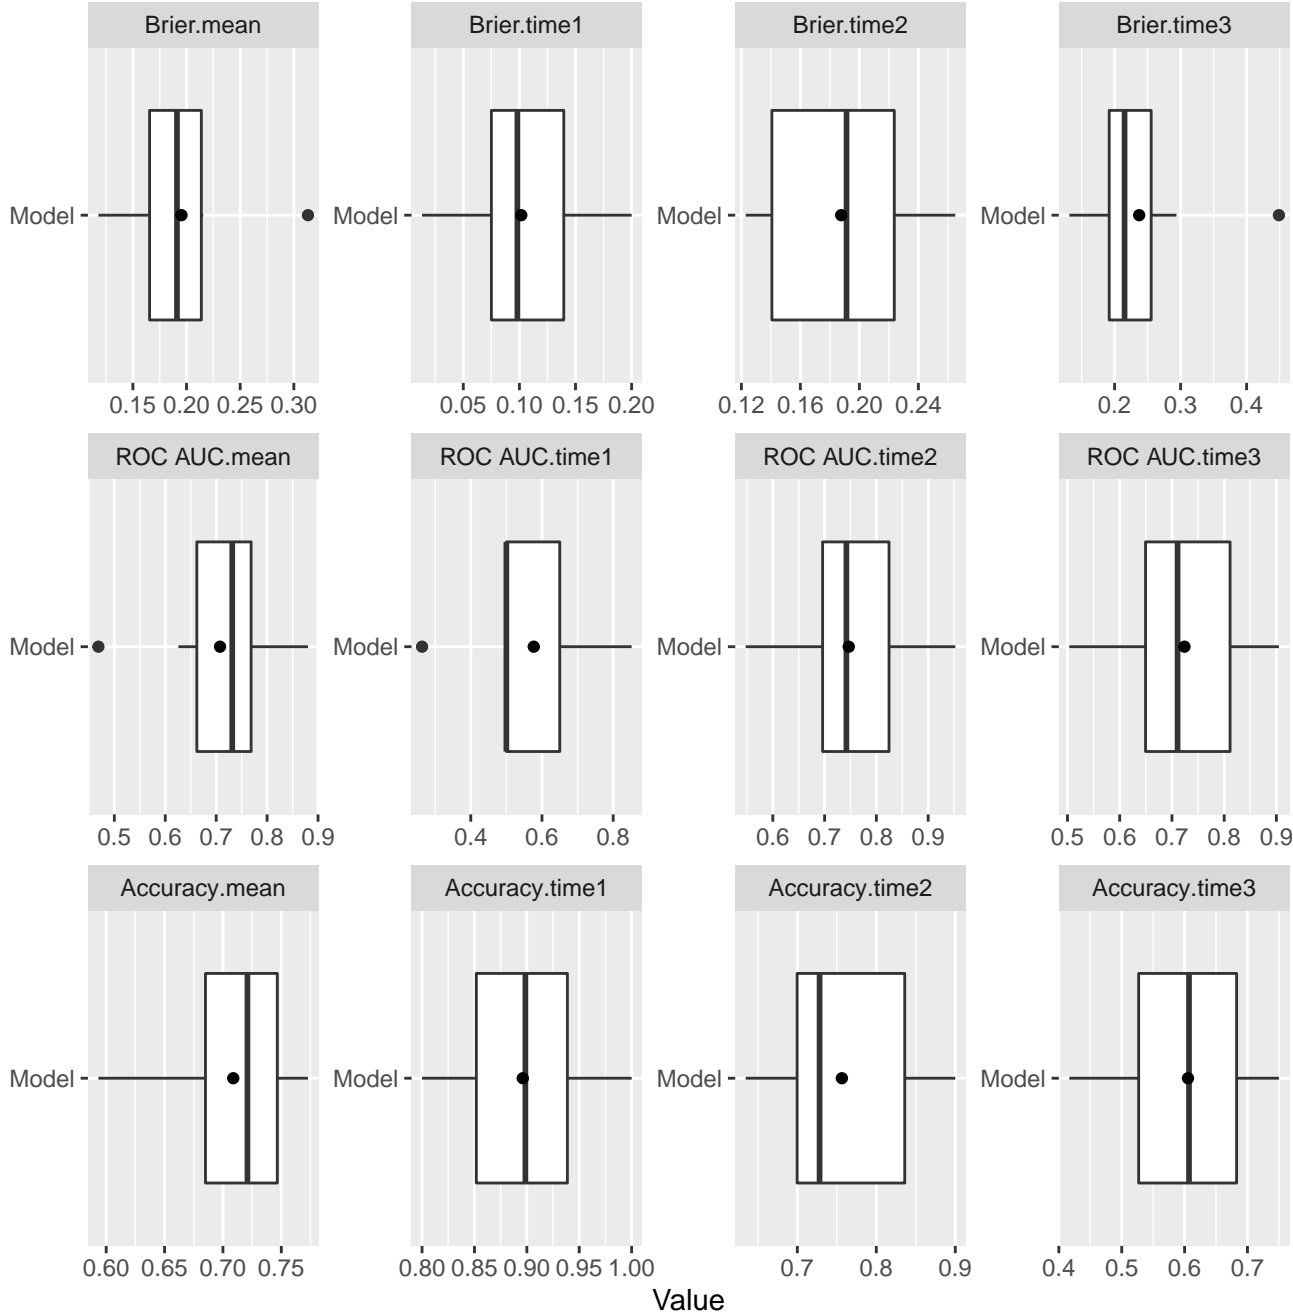 Brier.mean Brier.time1 Brier.time2 Brier.time3
Model Model Model Model
0.15 0.20 0.25 0.30 0.05 0.10 0.15 0.20 0.12 0.16 0.20 0.24 0.2 0.3 0.4
ROC AUC.mean ROC AUC.time1 ROC AUC.time2 ROC AUC.time3
Model Model Model Model
0.5 0.6 0.7 0.8 0.9 0.4 0.6 0.8 0.6 0.7 0.8 0.9 0.5 0.6 0.7 0.8 0.9
Accuracy.mean Accuracy.time1 Accuracy.time2 Accuracy.time3
Model Model Model Model
0.60 0.65 0.70 0.75 0.80 0.85 0.90 0.95 1.00 0.7 0.8 0.9 0.4 0.5 0.6 0.7
Value